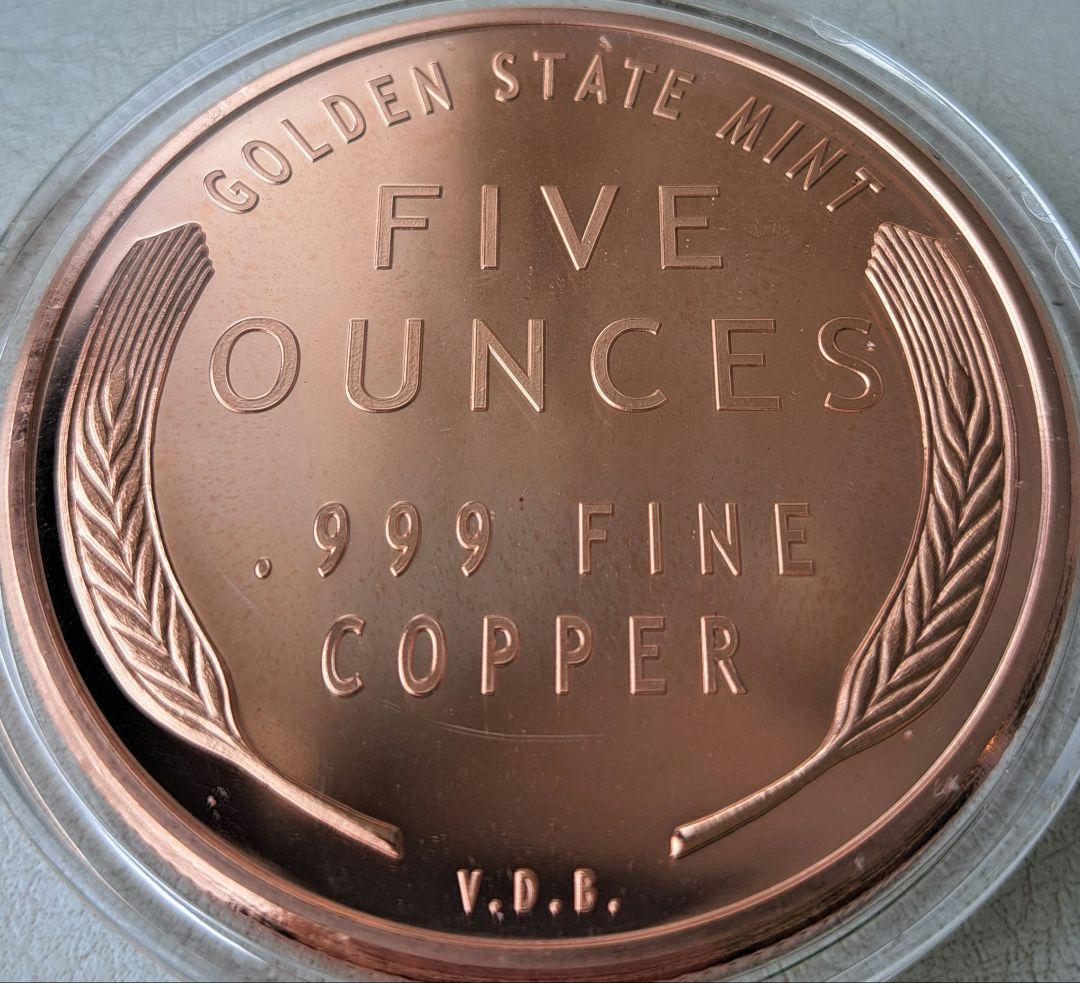 GOLDEN STATE MINT
FIVE
OUNCES
.999 FINE
COPPER
V.D.B.